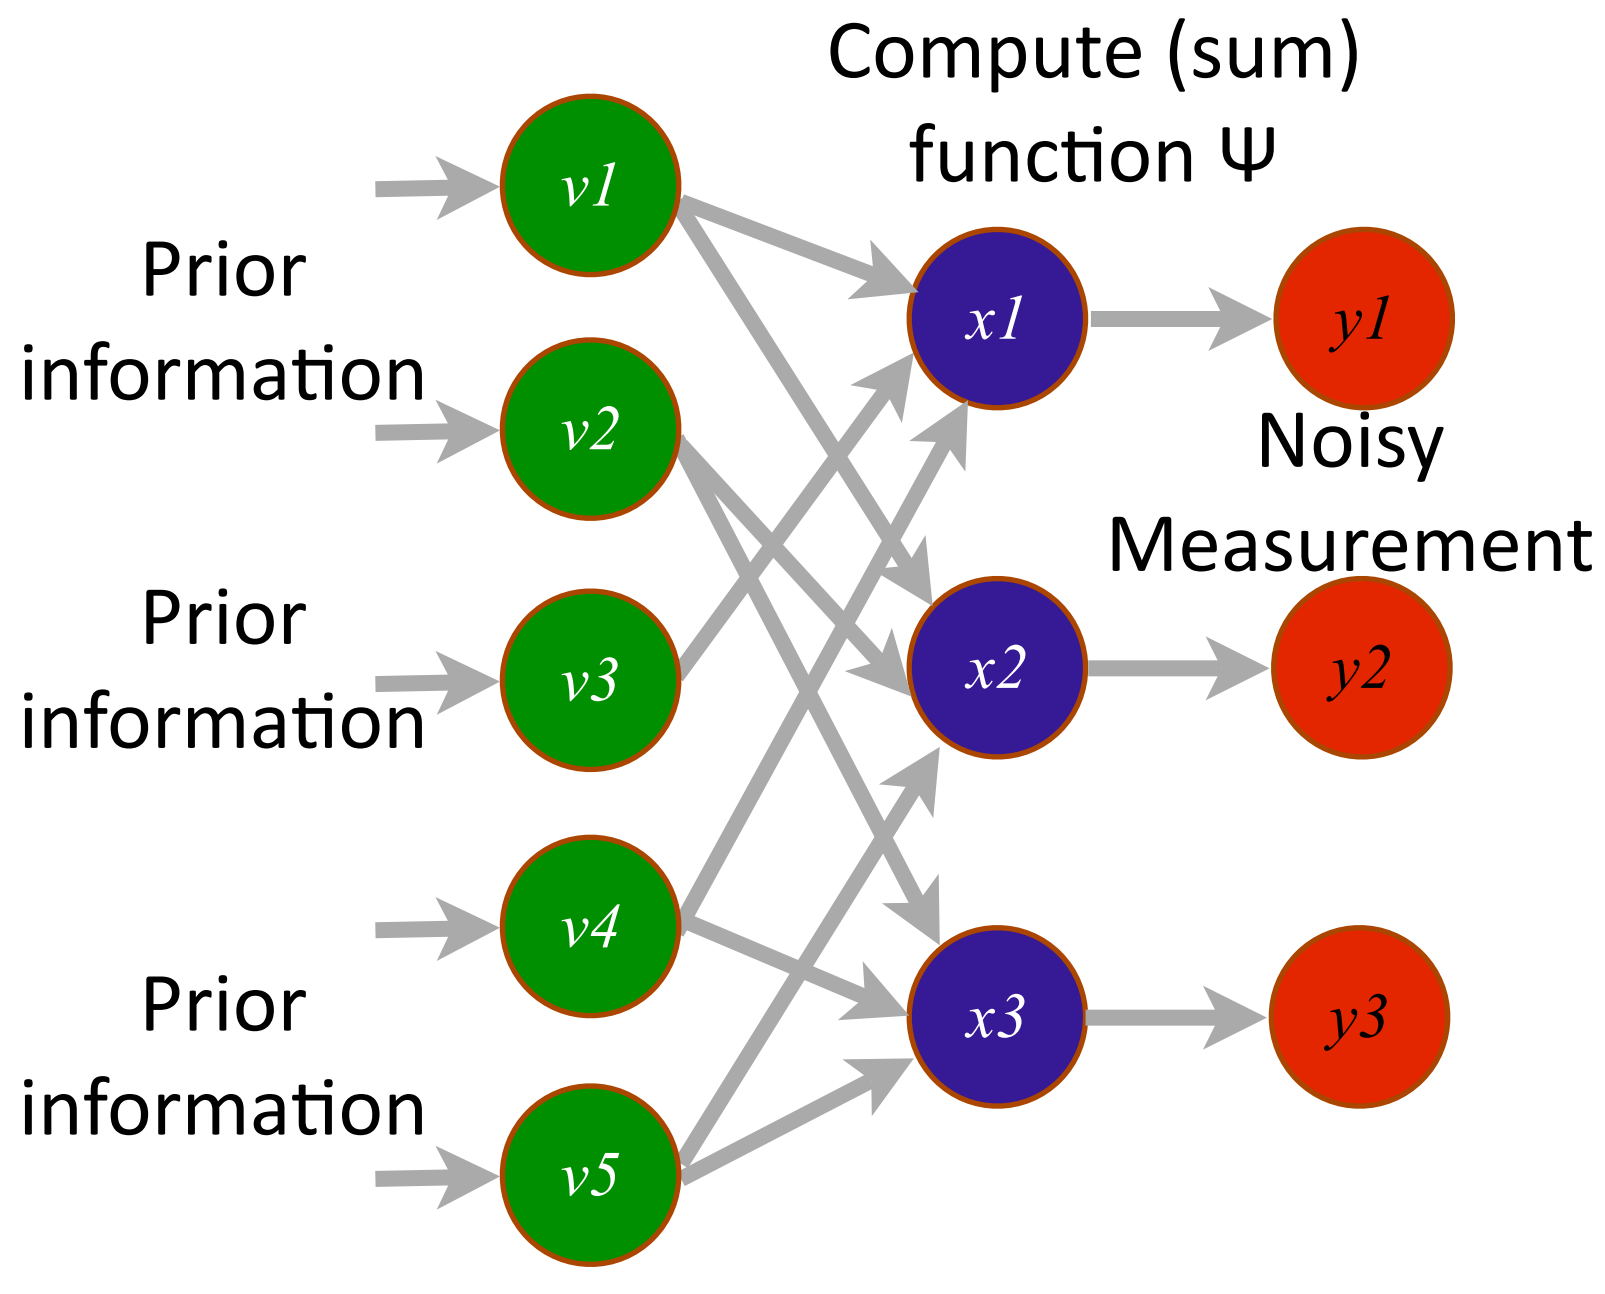 Compute (sum)
function Ψ
v1
Prior
information
x1
y1
v2
Noisy
Measurement
Prior
information
v3
x2
y2
v4
Prior
information
x3
y3
v5